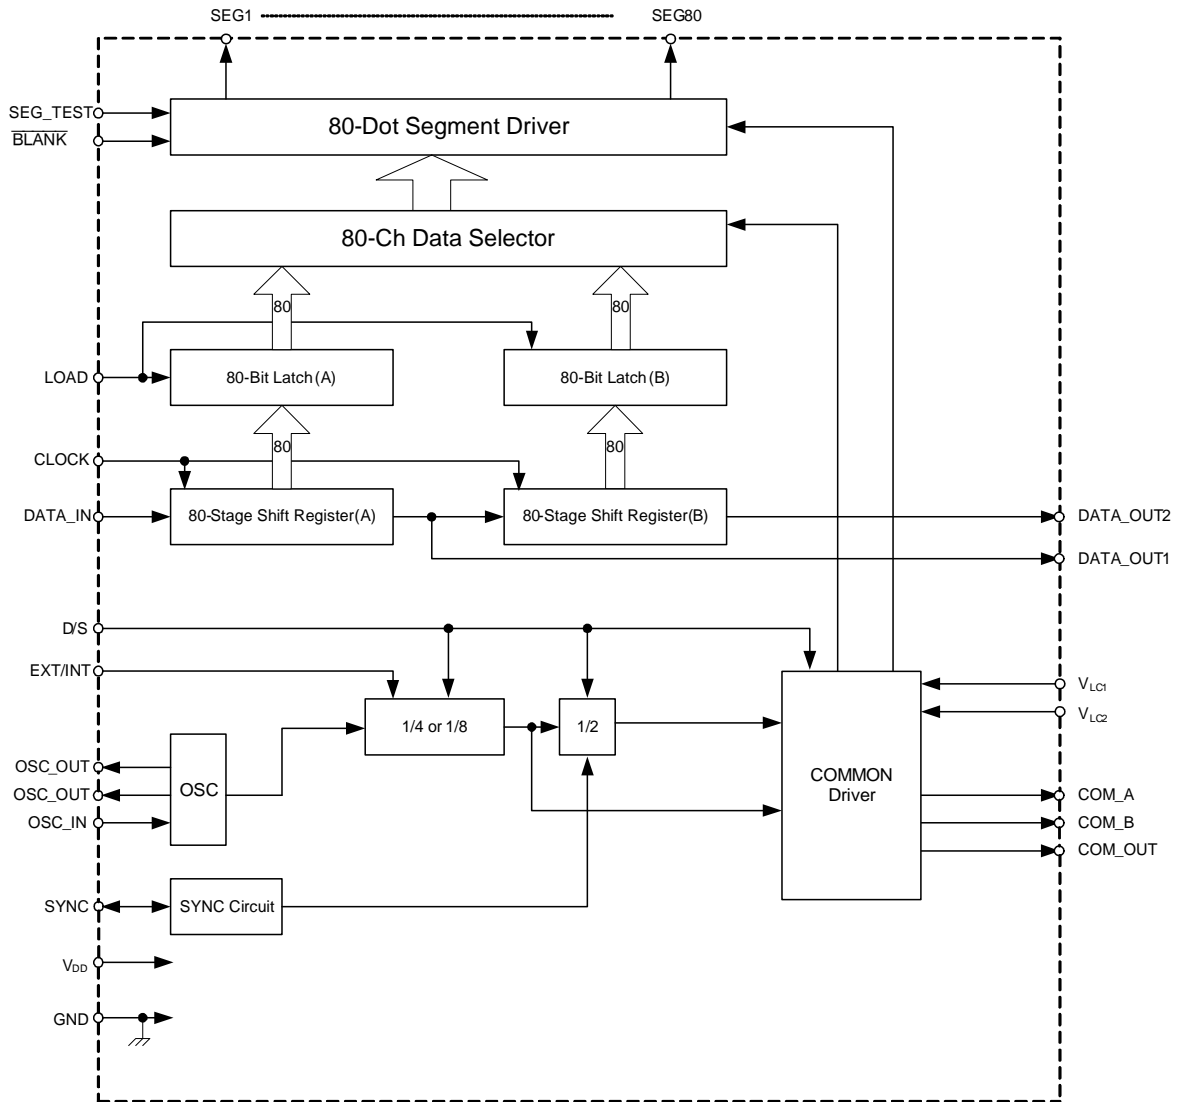 SEG1
SEG80
SEG_TEST
BLANK
80-Dot Segment Driver
80-Ch Data Selector
80
80
LOAD
80-Bit Latch(A)
80-Bit Latch(B)
80
80
CLOCK
DATA_IN
80-Stage Shift Register(A)
80-Stage Shift Register(B)
DATA_OUT2
DATA_OUT1
D/S
EXT/INT
1/4 or 1/8
1/2
VLC1
VLC2
OSC_OUT
OSC_OUT
OSC_IN
OSC
COMMON
Driver
COM_A
COM_B
COM_OUT
SYNC
SYNC Circuit
VDD
GND